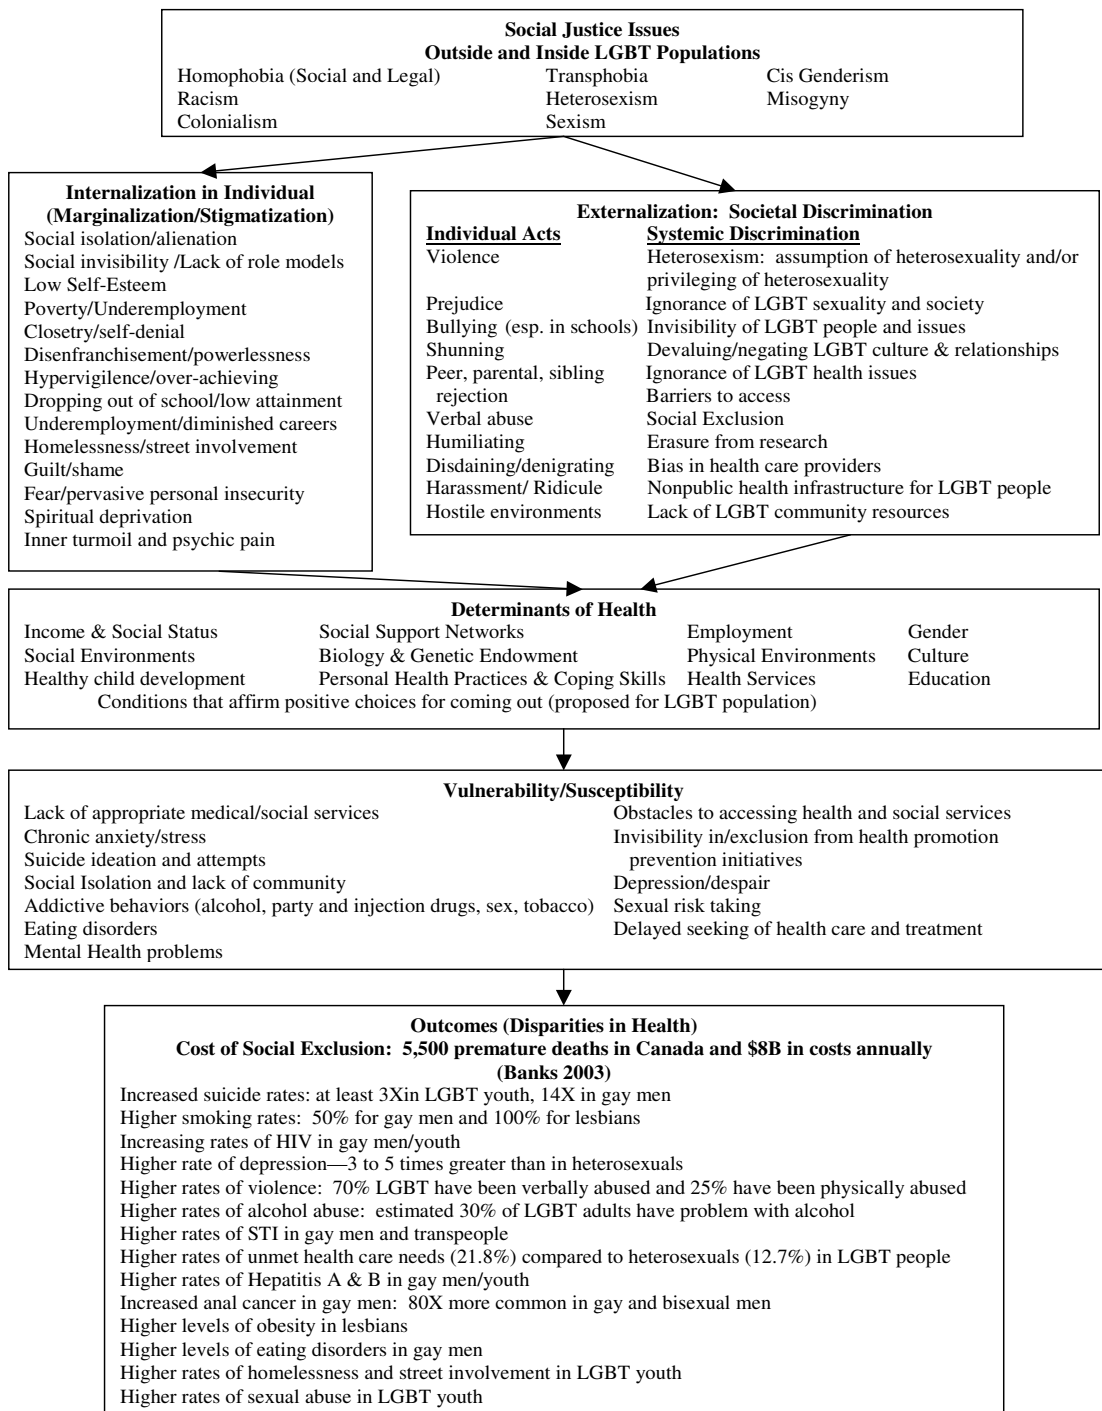 Social Justice Issues
Outside and Inside LGBT Populations
Homophobia (Social and Legal) Transphobia Cis Genderism
Racism Heterosexism Misogyny
Colonialism Sexism
Internalization in Individual
(Marginalization/Stigmatization)
Social isolation/alienation
Social invisibility /Lack of role models
Low Self-Esteem
Poverty/Underemployment
Closetry/self-denial
Disenfranchisement/powerlessness
Hypervigilence/over-achieving
Dropping out of school/low attainment
Underemployment/diminished careers
Homelessness/street involvement
Guilt/shame
Fear/pervasive personal insecurity
Spiritual deprivation
Inner turmoil and psychic pain
Externalization: Societal Discrimination
Individual Acts Systemic Discrimination
Violence Heterosexism: assumption of heterosexuality and/or
privileging of heterosexuality
Prejudice Ignorance of LGBT sexuality and society
Bullying (esp. in schools) Invisibility of LGBT people and issues
Shunning Devaluing/negating LGBT culture & relationships
Peer, parental, sibling Ignorance of LGBT health issues
rejection Barriers to access
Verbal abuse Social Exclusion
Humiliating Erasure from research
Disdaining/denigrating Bias in health care providers
Harassment/ Ridicule Nonpublic health infrastructure for LGBT people
Hostile environments Lack of LGBT community resources
Determinants of Health
Income & Social Status Social Support Networks Employment Gender
Social Environments Biology & Genetic Endowment Physical Environments Culture
Healthy child development Personal Health Practices & Coping Skills Health Services Education
Conditions that affirm positive choices for coming out (proposed for LGBT population)
Vulnerability/Susceptibility
Lack of appropriate medical/social services
Chronic anxiety/stress
Suicide ideation and attempts
Social Isolation and lack of community
Addictive behaviors (alcohol, party and injection drugs, sex, tobacco)
Eating disorders
Mental Health problems
Obstacles to accessing health and social services
Invisibility in/exclusion from health promotion
prevention initiatives
Depression/despair
Sexual risk taking
Delayed seeking of health care and treatment
Outcomes (Disparities in Health)
Cost of Social Exclusion: 5,500 premature deaths in Canada and $8B in costs annually
(Banks 2003)
Increased suicide rates: at least 3Xin LGBT youth, 14X in gay men
Higher smoking rates: 50% for gay men and 100% for lesbians
Increasing rates of HIV in gay men/youth
Higher rate of depression—3 to 5 times greater than in heterosexuals
Higher rates of violence: 70% LGBT have been verbally abused and 25% have been physically abused
Higher rates of alcohol abuse: estimated 30% of LGBT adults have problem with alcohol
Higher rates of STI in gay men and transpeople
Higher rates of unmet health care needs (21.8%) compared to heterosexuals (12.7%) in LGBT people
Higher rates of Hepatitis A & B in gay men/youth
Increased anal cancer in gay men: 80X more common in gay and bisexual men
Higher levels of obesity in lesbians
Higher levels of eating disorders in gay men
Higher rates of homelessness and street involvement in LGBT youth
Higher rates of sexual abuse in LGBT youth